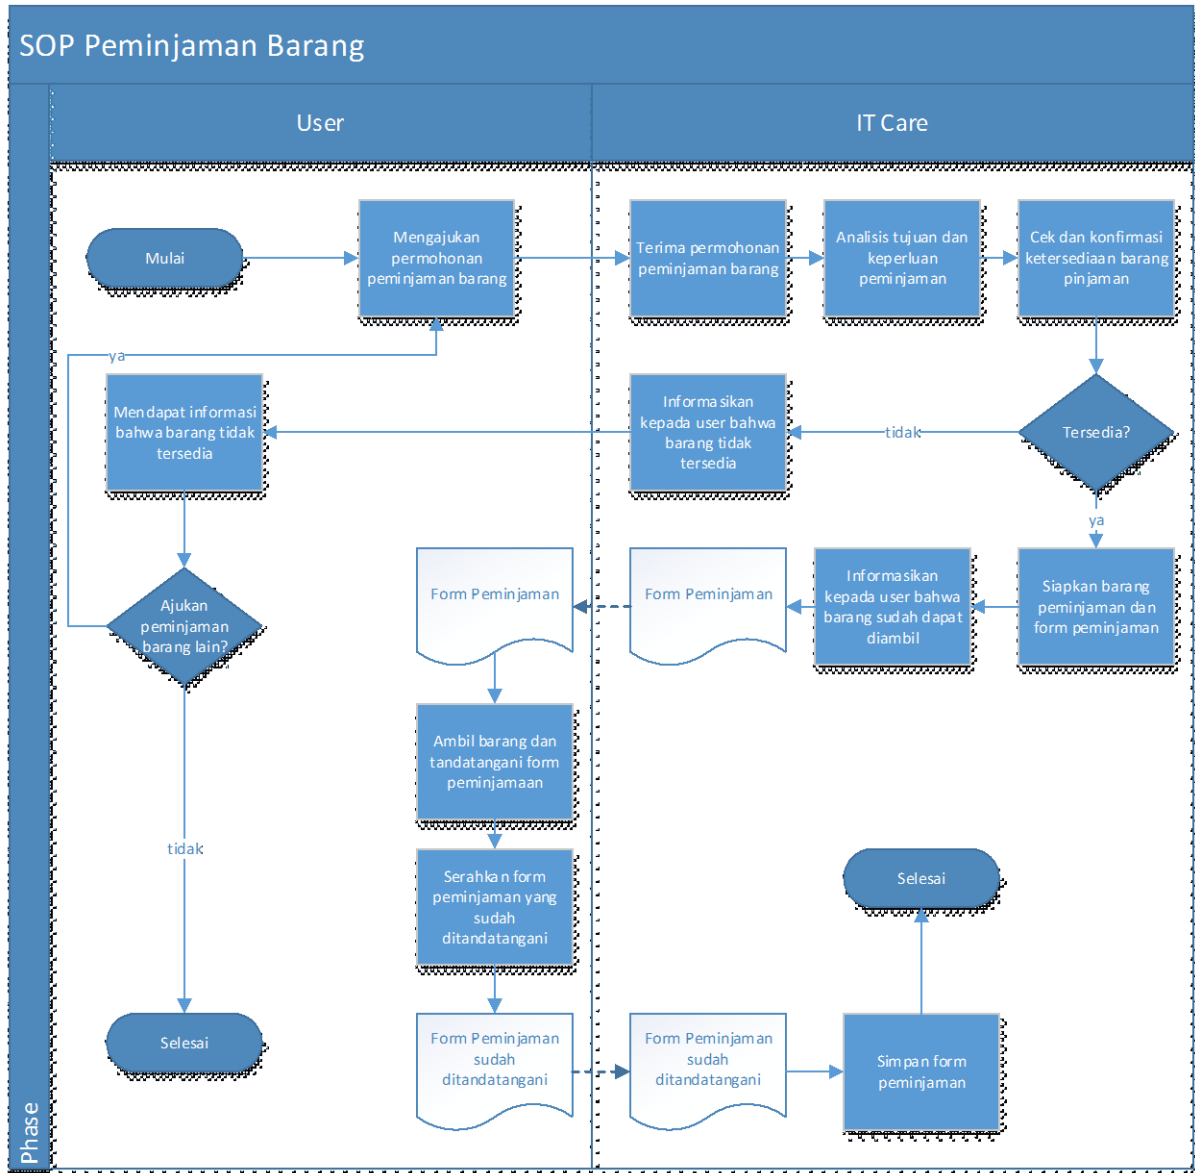 SOP Peminjaman Barang
User
IT Care
Mulai
Mengajukan
permohonan
peminjaman barang
Terima permohonan
peminjaman barang
Analisis tujuan dan
keperluan
peminjaman
Cek dan konfirmasi
ketersediaan barang
pinjaman
ya
Mendapat informasi
bahwa barang tidak
tersedia
Informasikan
kepada user bahwa
barang tidak
tersedia
tidak
Tersedia?
ya
Ajukan
peminjaman
barang lain?
Form Peminjaman
Form Peminjaman
Informasikan
kepada user bahwa
barang sudah dapat
diambil
Siapkan barang
peminjaman dan
form peminjaman
Ambil barang dan
tandatangani form
peminjamaan
tidak
Serahkan form
peminjaman yang
sudah
ditandatangani
Selesai
Selesai
Form Peminjaman
sudah
ditandatangani
Form Peminjaman
sudah
ditandatangani
Simpan form
peminjaman
Phase